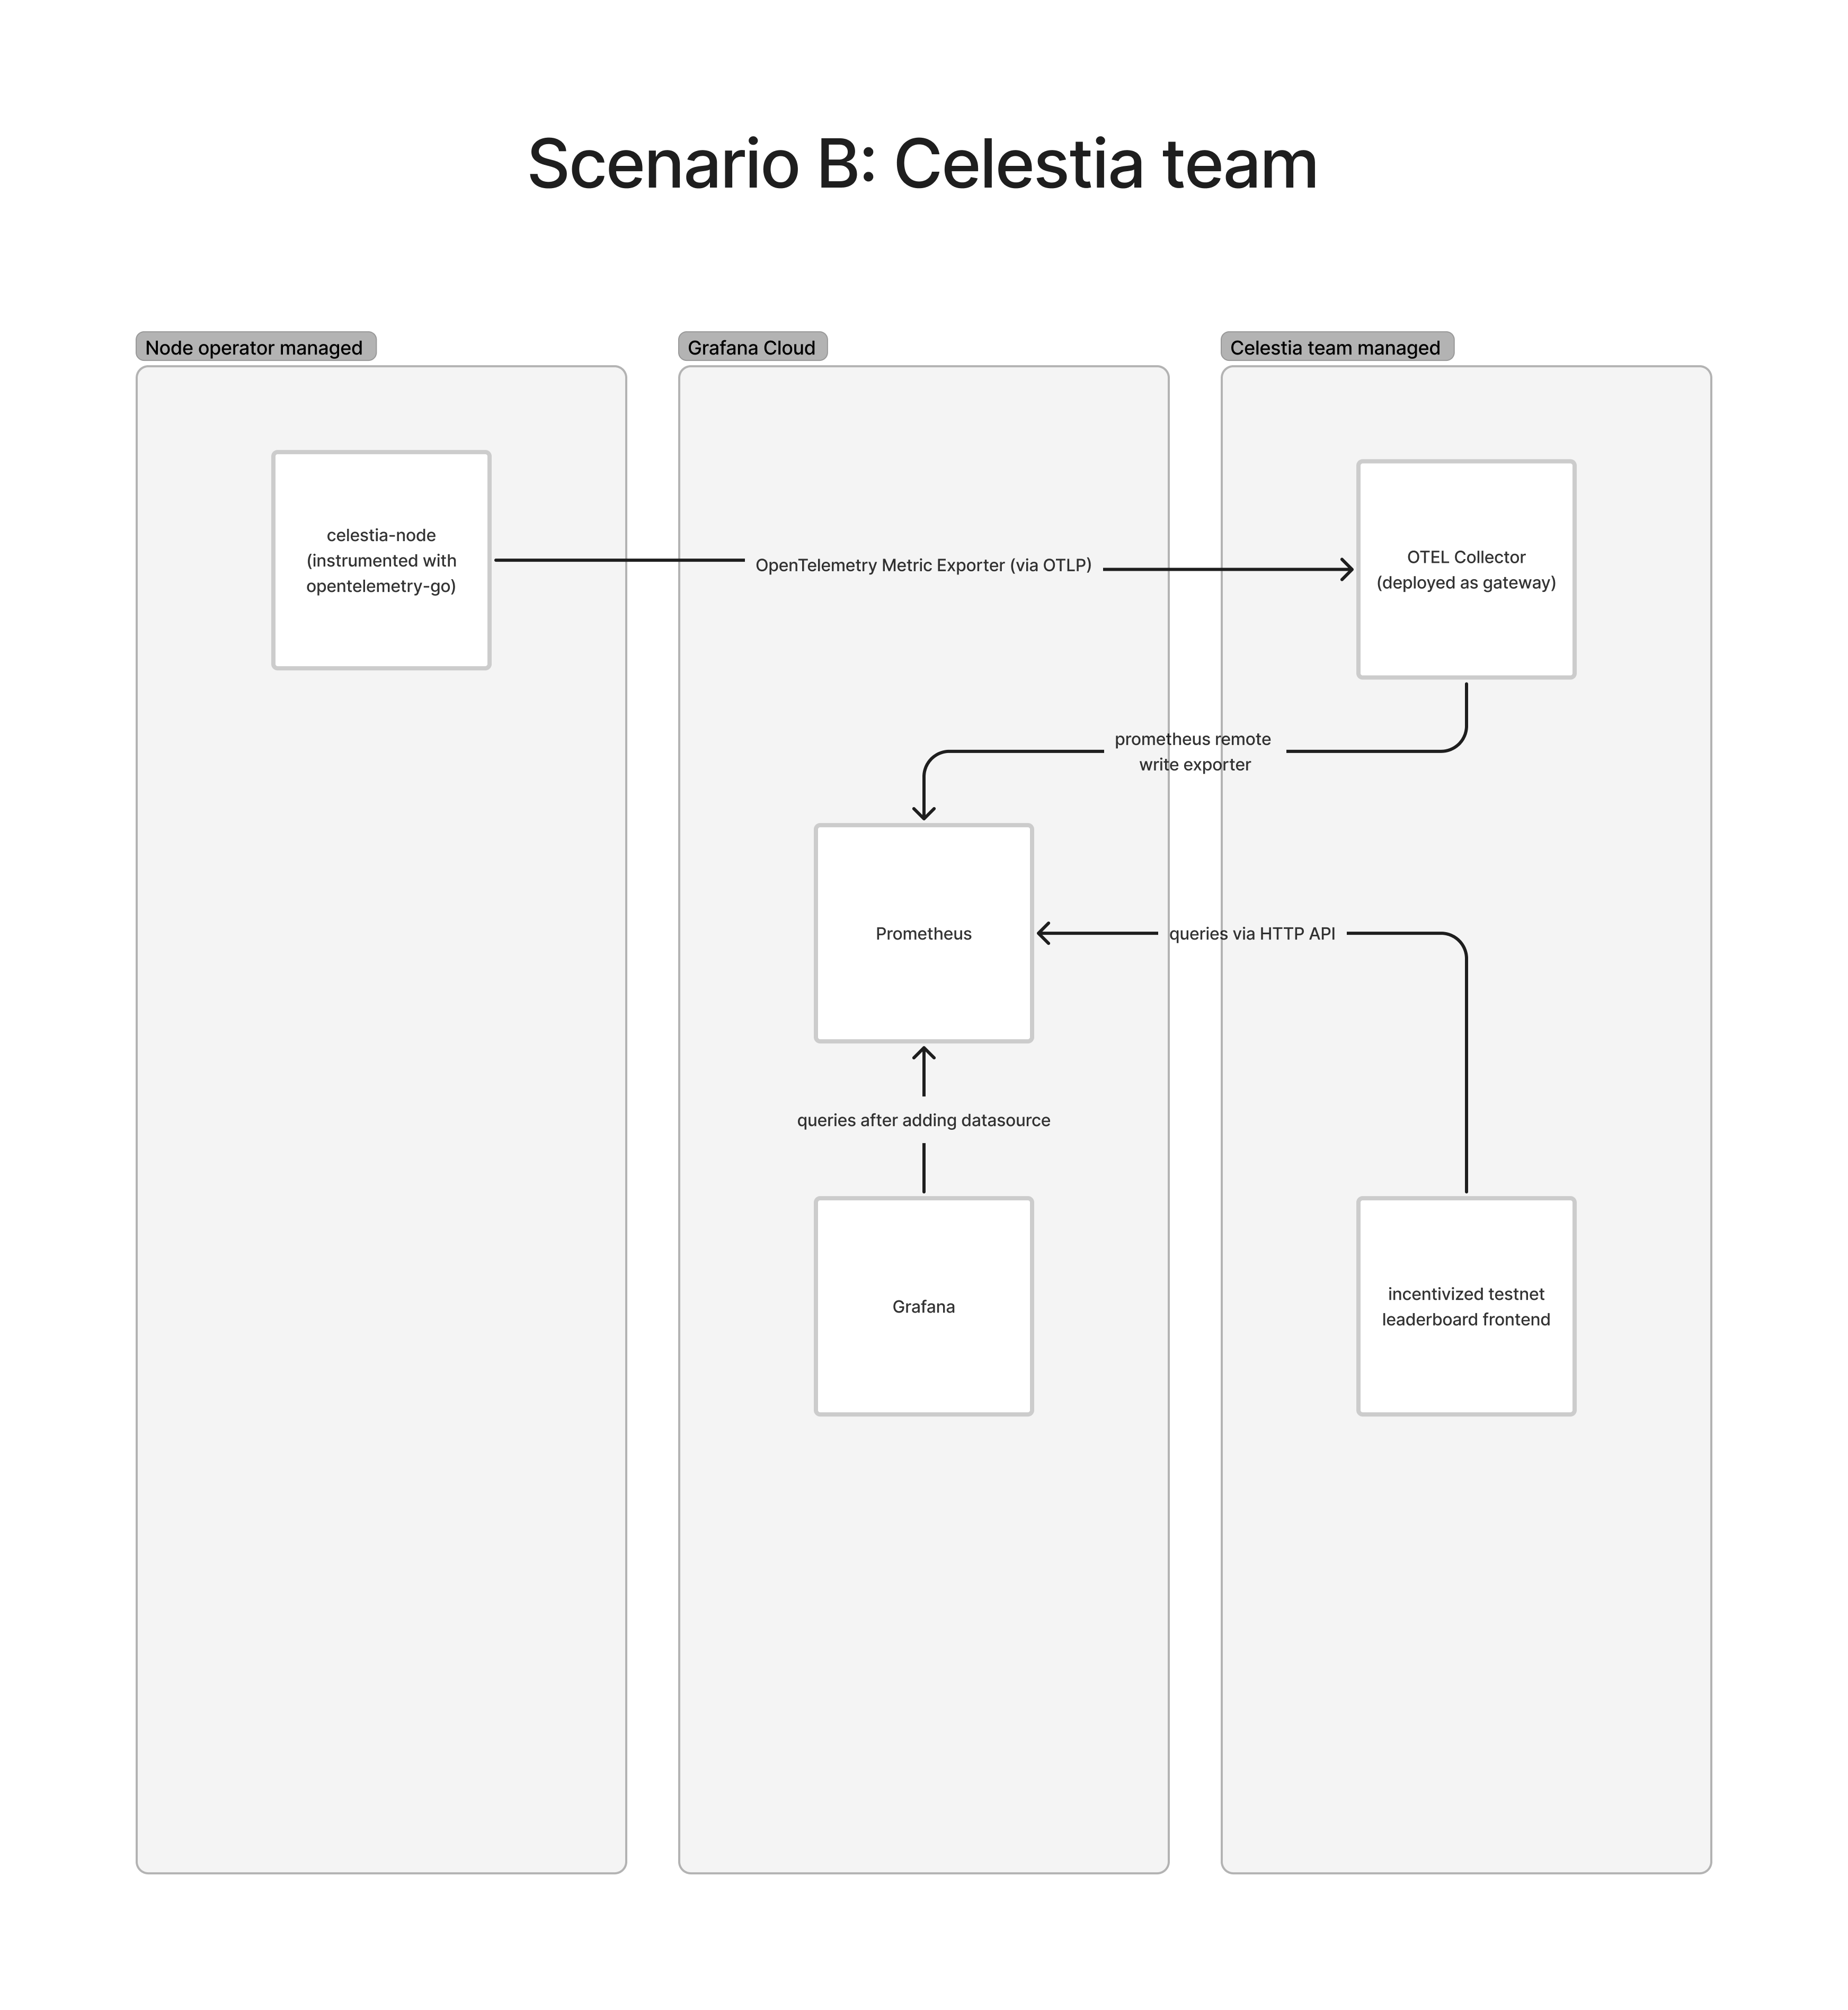 Scenario B: Celestia team
Node operator managed
Grafana Cloud
Celestia team managed
celestia-node
(instrumented with
opentelemetry-go)
OpenTelemetry Metric Exporter (via OTLP)
OTEL Collector
(deployed as gateway)
prometheus remote
write exporter
Prometheus
queries via HTTP API
queries after adding datasource
Grafana
incentivized testnet
leaderboard frontend